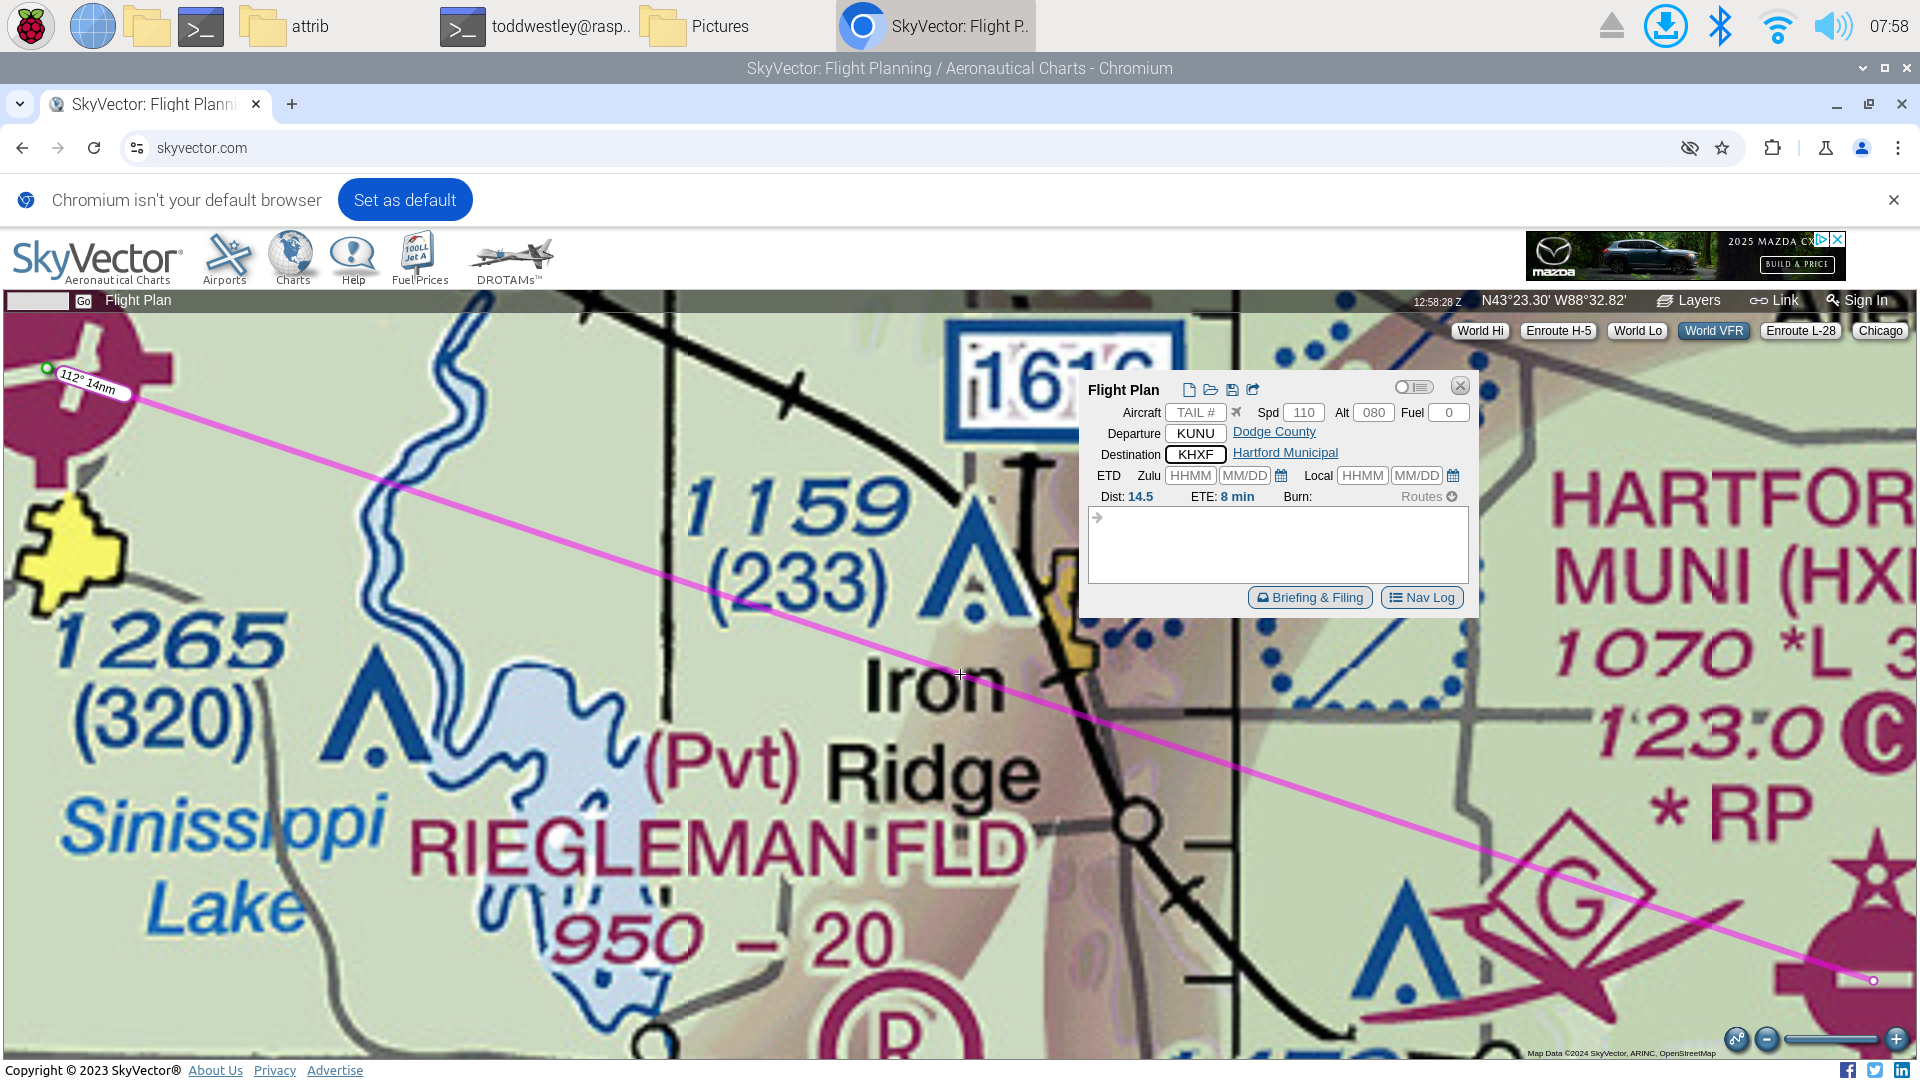 attrib
toddwestley@rasp..
Pictures
SkyVector: Flight P..
07:58
SkyVector: Flight Planning / Aeronautical Charts - Chromium
SkyVector: Flight Planni
skyvector.com
Chromium isn't your default browser
Set as default
SkyVector®
Aeronautical Charts
Airports
Charts
Help
100LL
Jet A
Fuel Prices
DROTAMs™
mazda
2025 MAZDA CX
BUILD & PRICE
Go
Flight Plan
12:58:28 Z
N43°23.30' W88°32.82'
Layers
Link
Sign In
World Hi
Enroute H-5
World Lo
World VFR
Enroute L-28
Chicago
112° 14nm
Flight Plan
Aircraft TAIL # Spd 110 Alt 080 Fuel 0
Departure KUNU Dodge County
Destination KHXF Hartford Municipal
ETD Zulu HHMM MM/DD Local HHMM MM/DD
Dist: 14.5 ETE: 8 min Burn: Routes
Briefing & Filing
Nav Log
1159
(233)
1265
(320)
Iron
Ridge
Sinissippi
Lake
(Pvt)
RIEGLEMAN FLD
950 – 20
R
HARTFOR
MUNI (HX
1070 *L 3
123.0 C
* RP
G
Map Data ©2024 SkyVector, ARINC, OpenStreetMap
Copyright © 2023 SkyVector® About Us Privacy Advertise